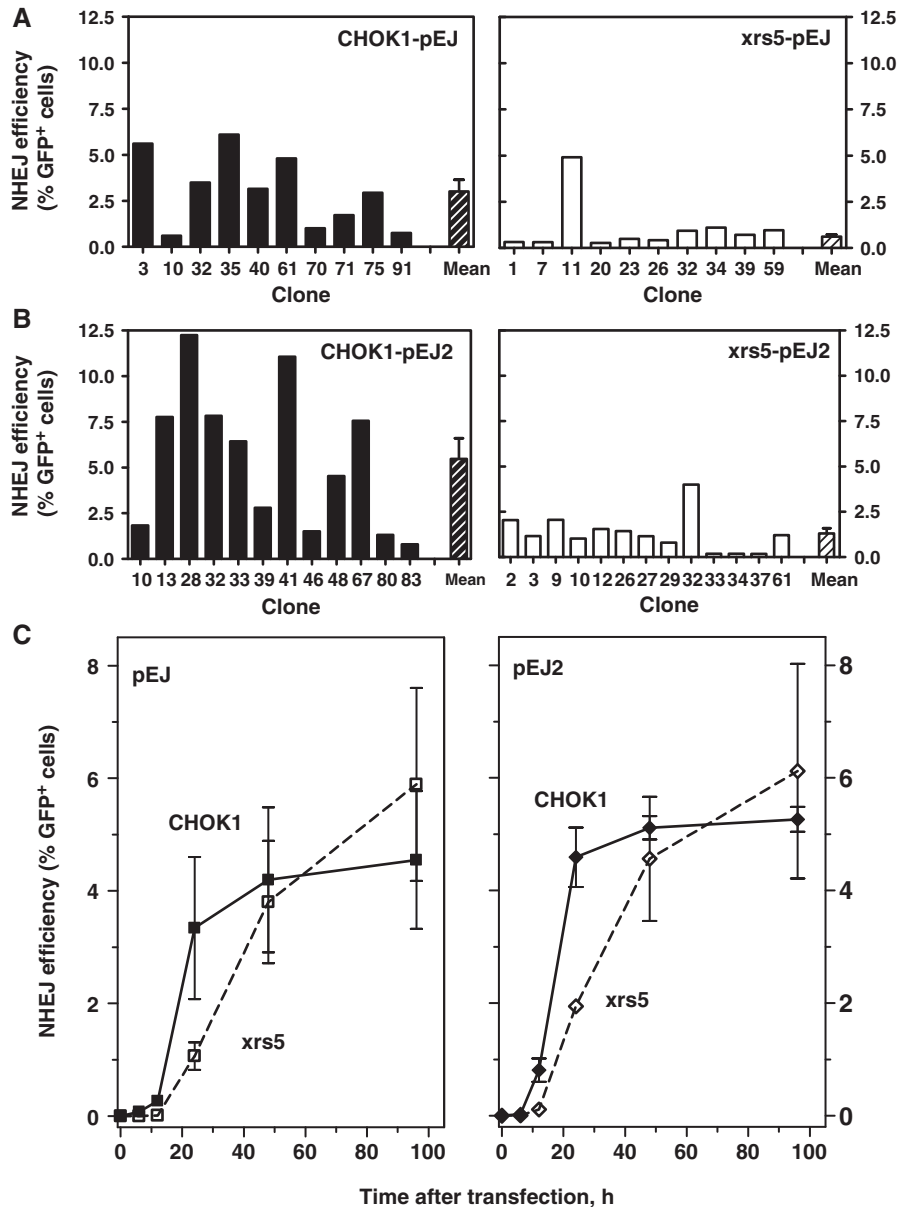 A
NHEJ efficiency
(% GFP+ cells)
12.5
10.0
7.5
5.0
2.5
0.0
CHOK1-pEJ
3 10 32 35 40 61 70 71 75 91 Mean
Clone
xrs5-pEJ
12.5
10.0
7.5
5.0
2.5
0.0
1 7 11 20 23 26 32 34 39 59 Mean
Clone
B
NHEJ efficiency
(% GFP+ cells)
12.5
10.0
7.5
5.0
2.5
0.0
CHOK1-pEJ2
10 13 28 32 33 39 41 46 48 67 80 83 Mean
Clone
xrs5-pEJ2
12.5
10.0
7.5
5.0
2.5
0.0
2 3 9 10 12 26 27 29 32 33 34 37 61 Mean
Clone
C
NHEJ efficiency (% GFP+ cells)
8
6
4
2
0
pEJ
CHOK1
xrs5
0 20 40 60 80 100
pEJ2
CHOK1
xrs5
8
6
4
2
0
0 20 40 60 80 100
Time after transfection, h